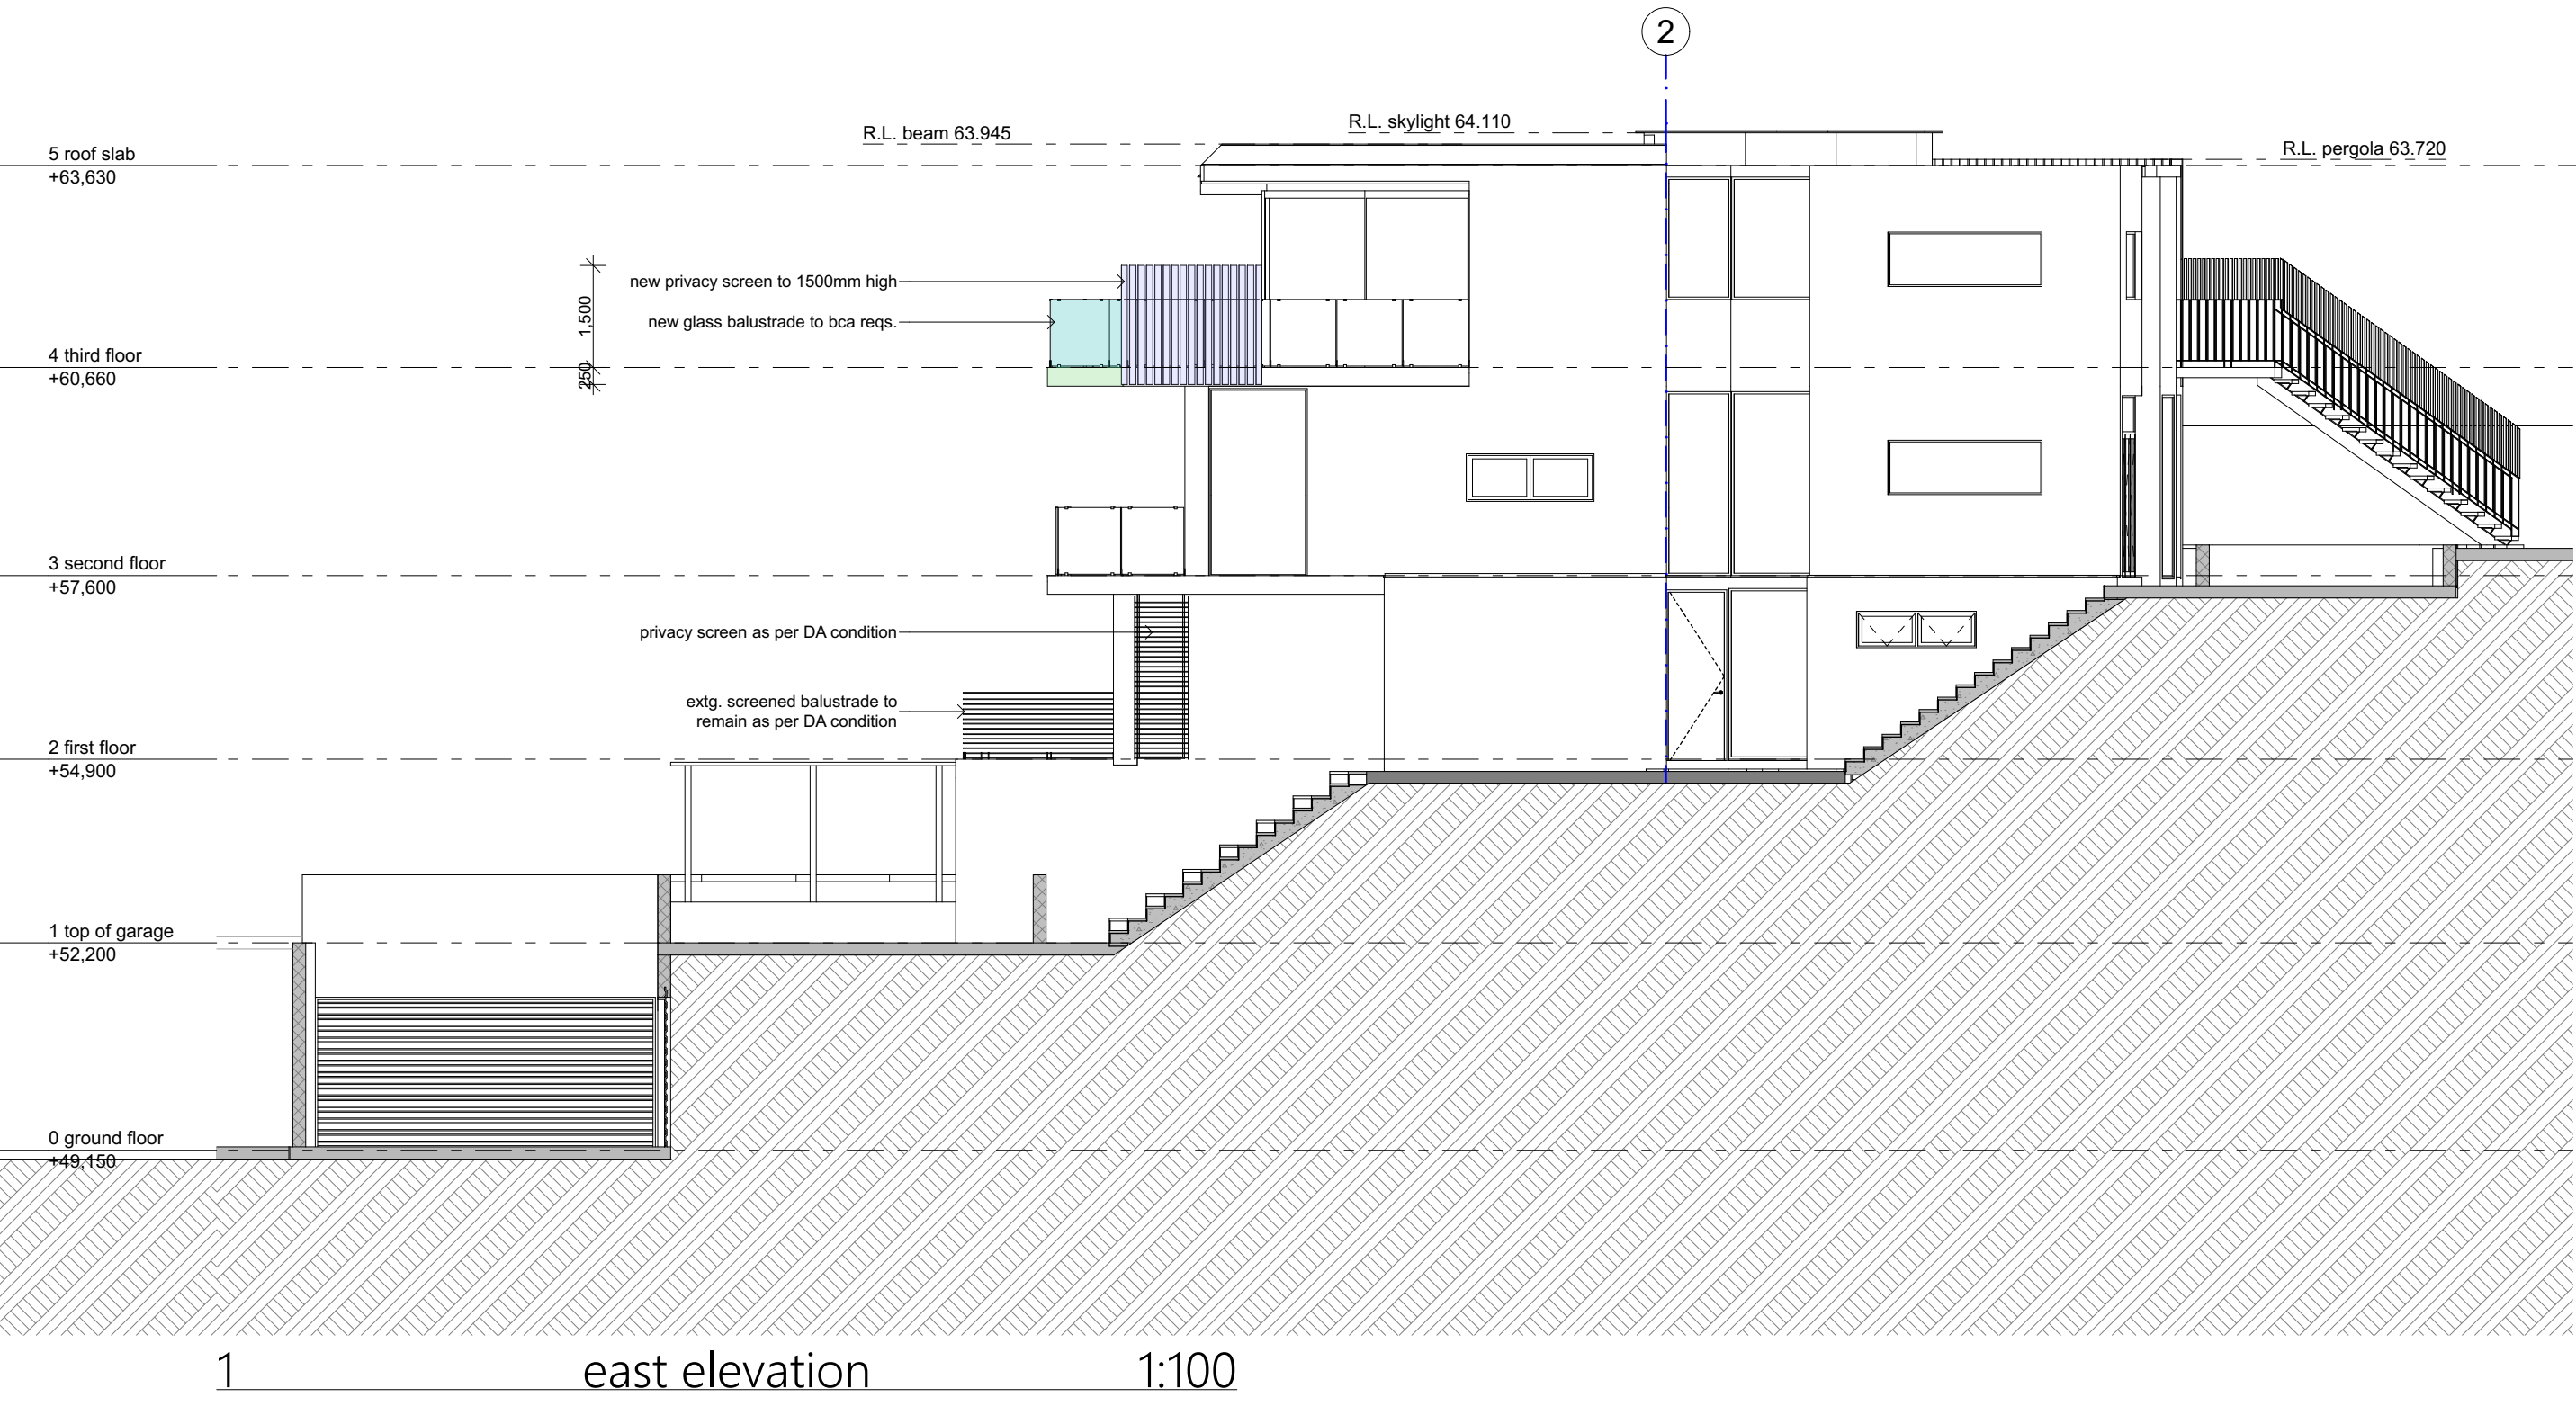 2
R.L. skylight 64.110
R.L. beam 63.945
R.L. pergola 63.720
5 roof slab
+63,630
new privacy screen to 1500mm high
1,500
new glass balustrade to bca reqs.
4 third floor
+60,660
250
3 second floor
+57,600
privacy screen as per DA condition
extg. screened balustrade to
remain as per DA condition
2 first floor
+54,900
1 top of garage
+52,200
0 ground floor
+49,150
1 east elevation 1:100